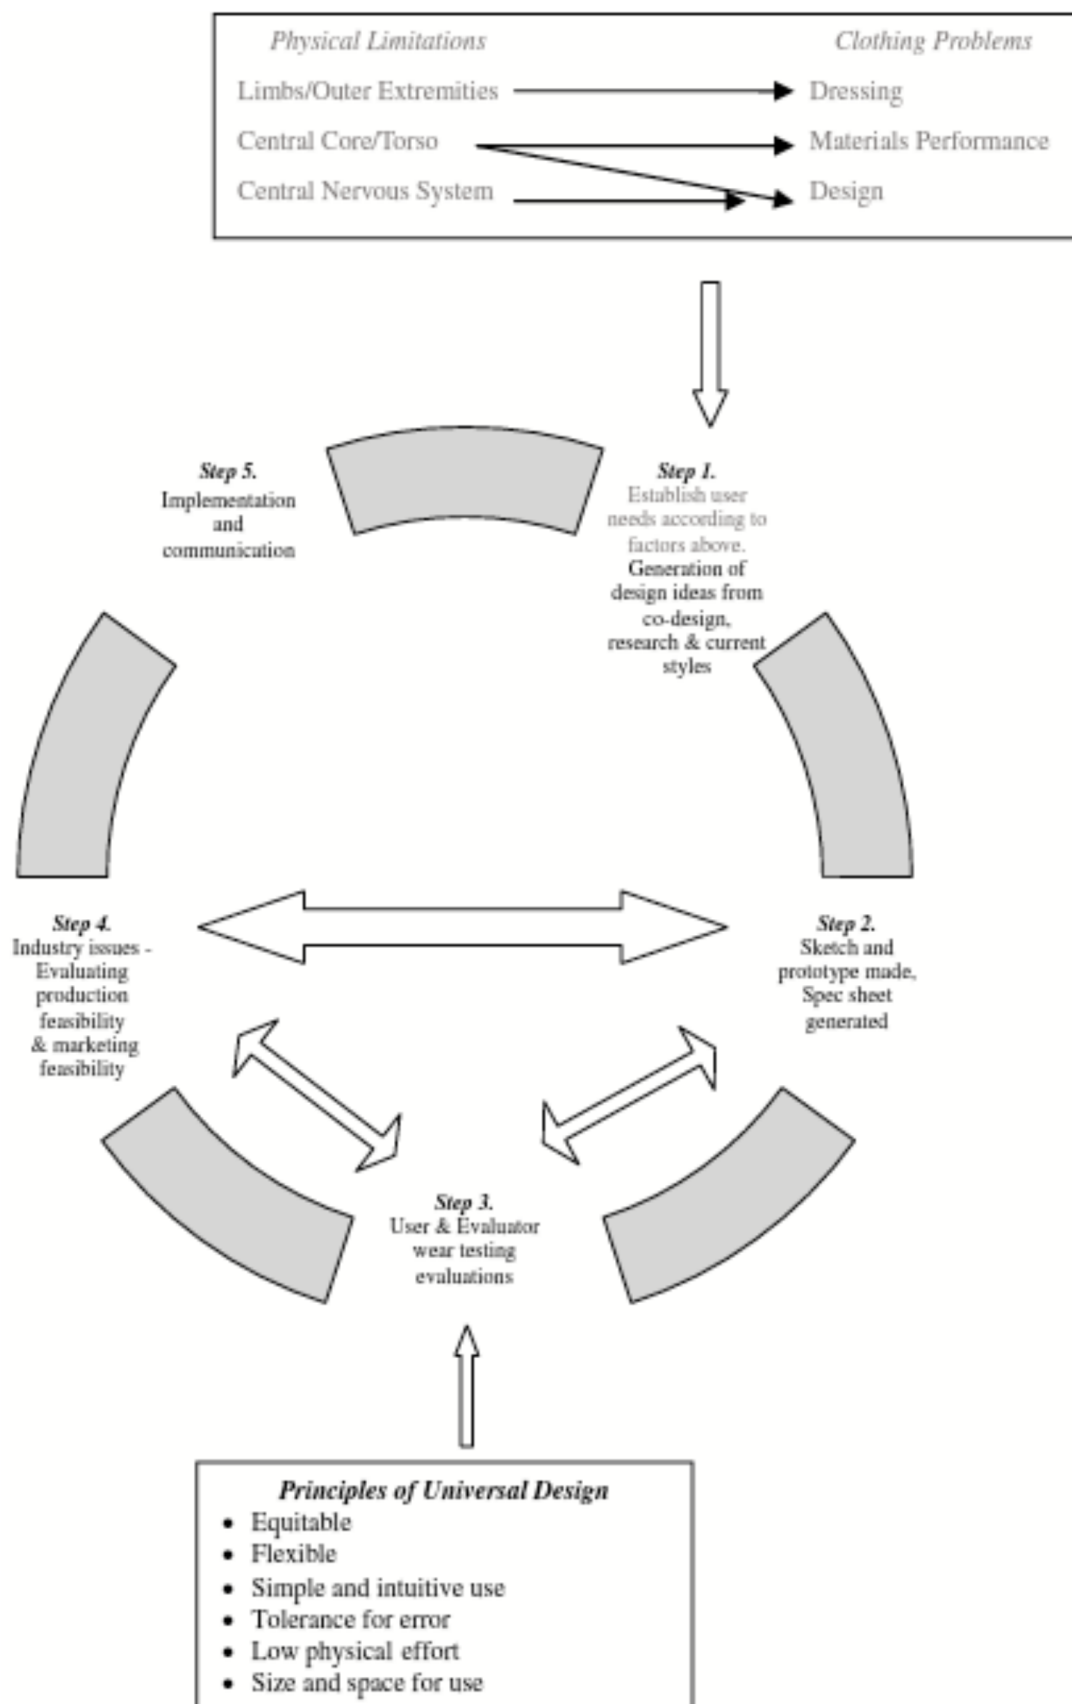 Physical Limitations Clothing Problems
Limbs/Outer Extremities Dressing
Central Core/Torso Materials Performance
Central Nervous System Design
Step 5.
Implementation
and
communication
Step 1.
Establish user
needs according to
factors above.
Generation of
design ideas from
co-design,
research & current
styles
Step 4.
Industry issues -
Evaluating
production
feasibility
& marketing
feasibility
Step 2.
Sketch and
prototype made,
Spec sheet
generated
Step 3.
User & Evaluator
wear testing
evaluations
Principles of Universal Design
• Equitable
• Flexible
• Simple and intuitive use
• Tolerance for error
• Low physical effort
• Size and space for use